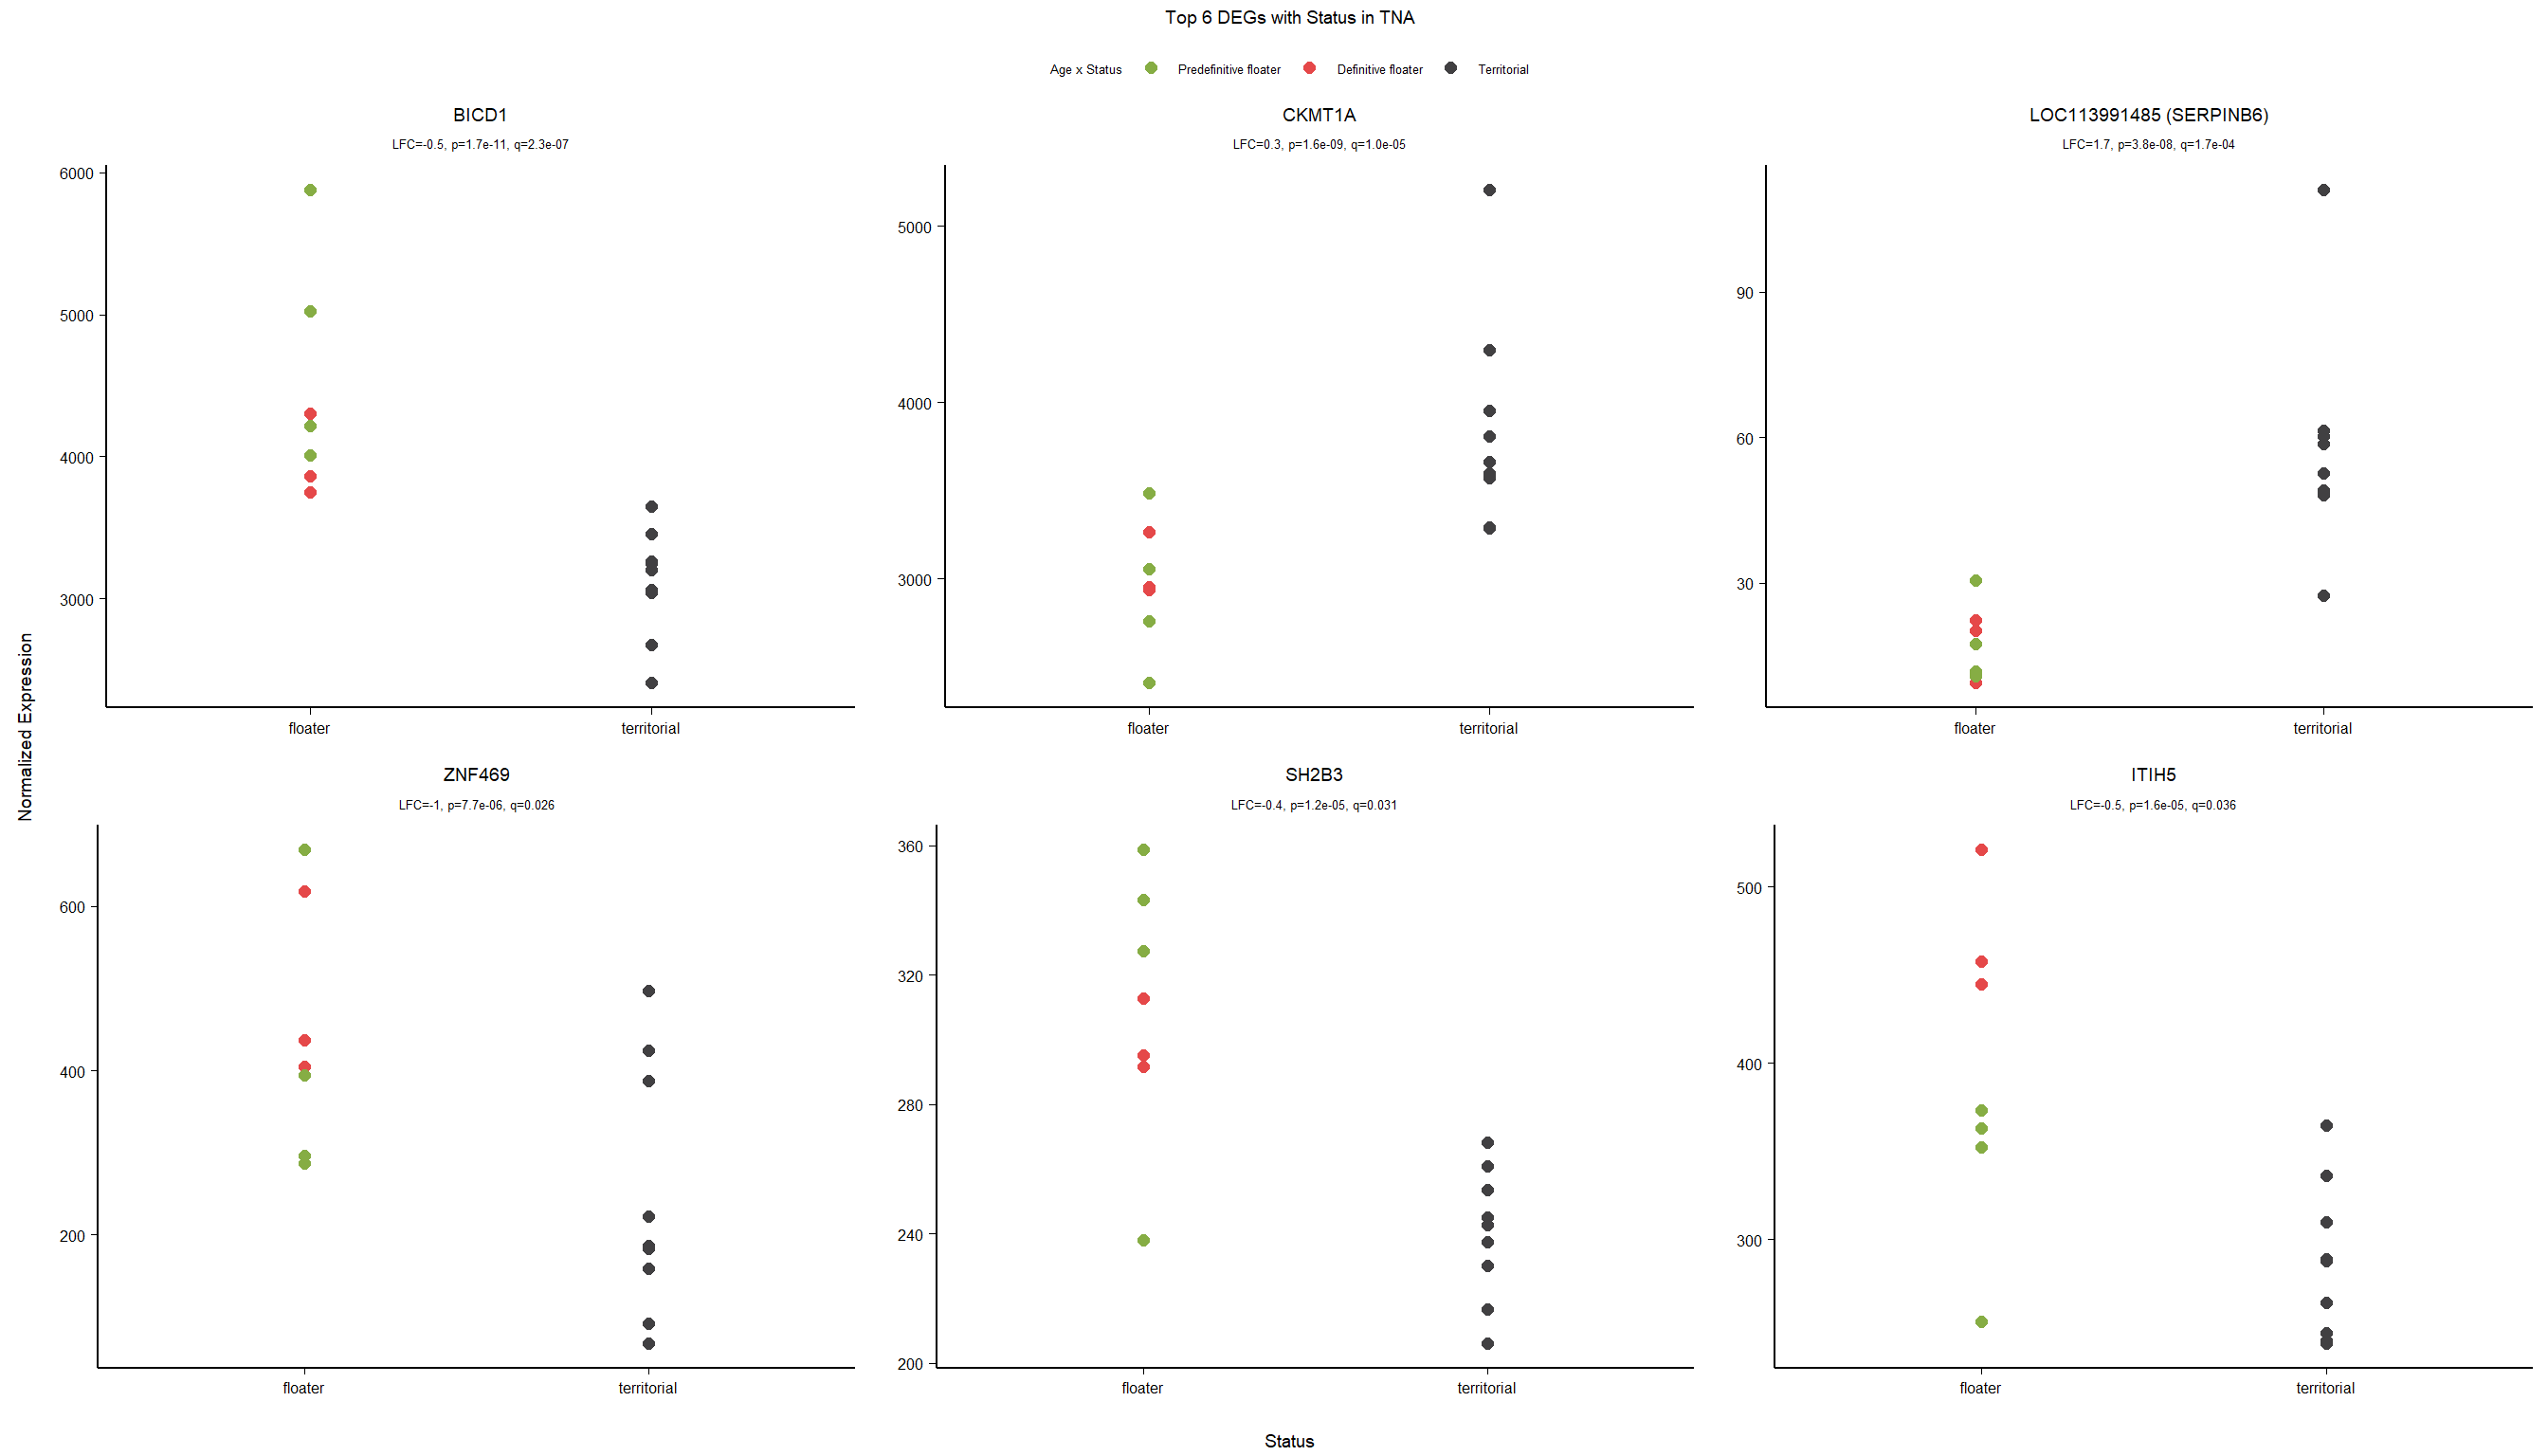 Top 6 DEGs with Status in TNA
Age x Status Predefinitive floater Definitive floater Territorial
BICD1
LFC=-0.5, p=1.7e-11, q=2.3e-07
6000
5000
4000
3000
floater territorial
CKMT1A
LFC=0.3, p=1.6e-09, q=1.0e-05
5000
4000
3000
floater territorial
LOC113991485 (SERPINB6)
LFC=1.7, p=3.8e-08, q=1.7e-04
90
60
30
floater territorial
Normalized Expression
ZNF469
LFC=-1, p=7.7e-06, q=0.026
600
400
200
floater territorial
SH2B3
LFC=-0.4, p=1.2e-05, q=0.031
360
320
280
240
200
floater territorial
ITIH5
LFC=-0.5, p=1.6e-05, q=0.036
500
400
300
floater territorial
Status